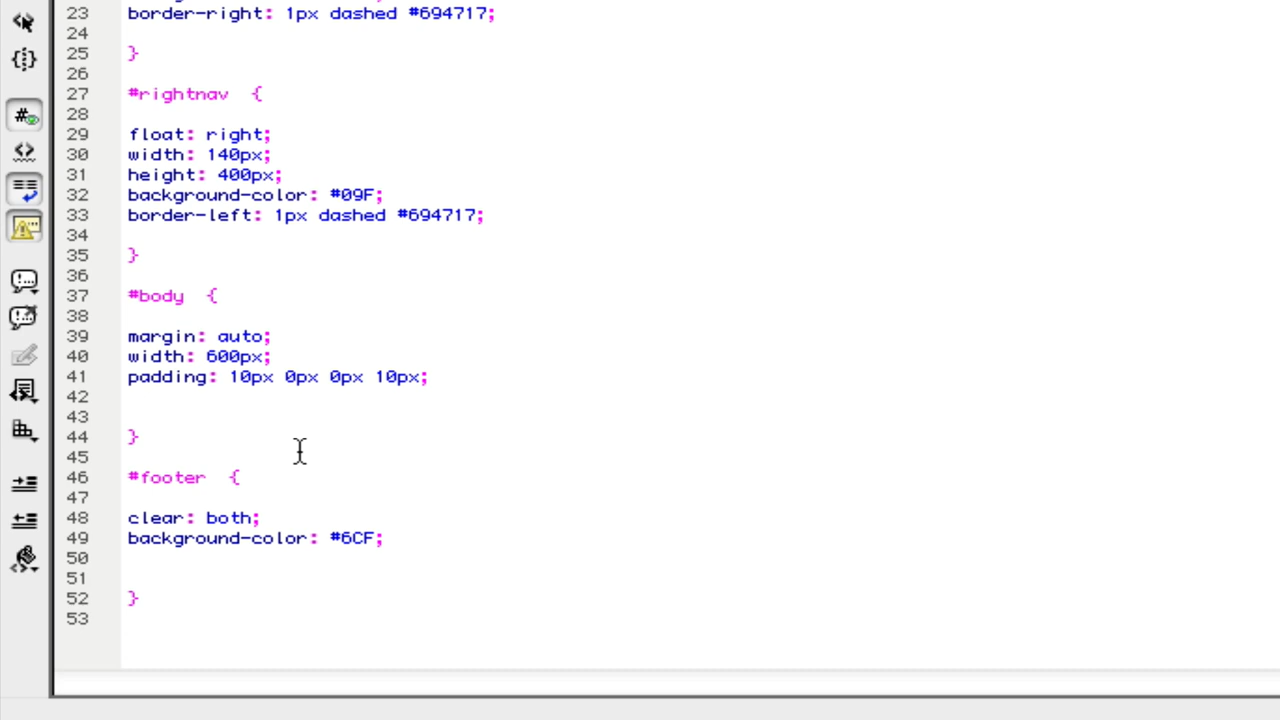 23 border-right: 1px dashed #694717;
24
25 }
26
27 #rightnav {
28
29 float: right;
30 width: 140px;
31 height: 400px;
32 background-color: #09F;
33 border-left: 1px dashed #694717;
34
35 }
36
37 #body {
38
39 margin: auto;
40 width: 600px;
41 padding: 10px 0px 0px 10px;
42
43
44 }
45
46 #footer {
47
48 clear: both;
49 background-color: #6CF;
50
51
52 }
53